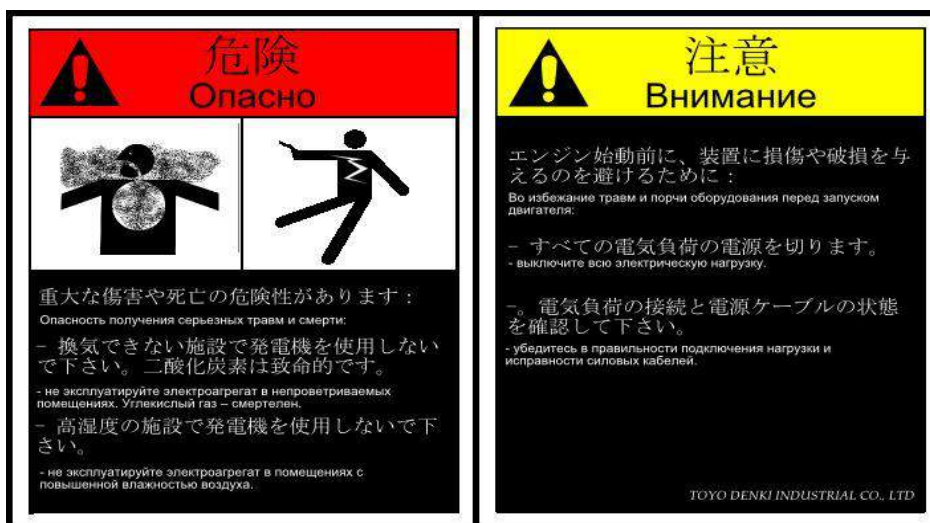 危険
Опасно
重大な傷害や死亡の危険性があります：
Опасность получения серьезных травм и смерти:
－ 換気できない施設で発電機を使用しない
で下さい。二酸化炭素は致命的です。
- не эксплуатируйте электроагрегат в непроветриваемых
помещениях. Углекислый газ – смертелен.
－ 高湿度の施設で発電機を使用しないで下
さい。
- не эксплуатируйте электроагрегат в помещениях с
повышенной влажностью воздуха.
注意
Внимание
エンジン始動前に、装置に損傷や破損を与
えるのを避けるために：
Во избежание травм и порчи оборудования перед запуском
двигателя:
－ すべての電気負荷の電源を切ります。
- выключите всю электрическую нагрузку.
－。電気負荷の接続と電源ケーブルの状態
を確認して下さい。
- убедитесь в правильности подключения нагрузки и
исправности силовых кабелей.
TOYO DENKI INDUSTRIAL CO., LTD